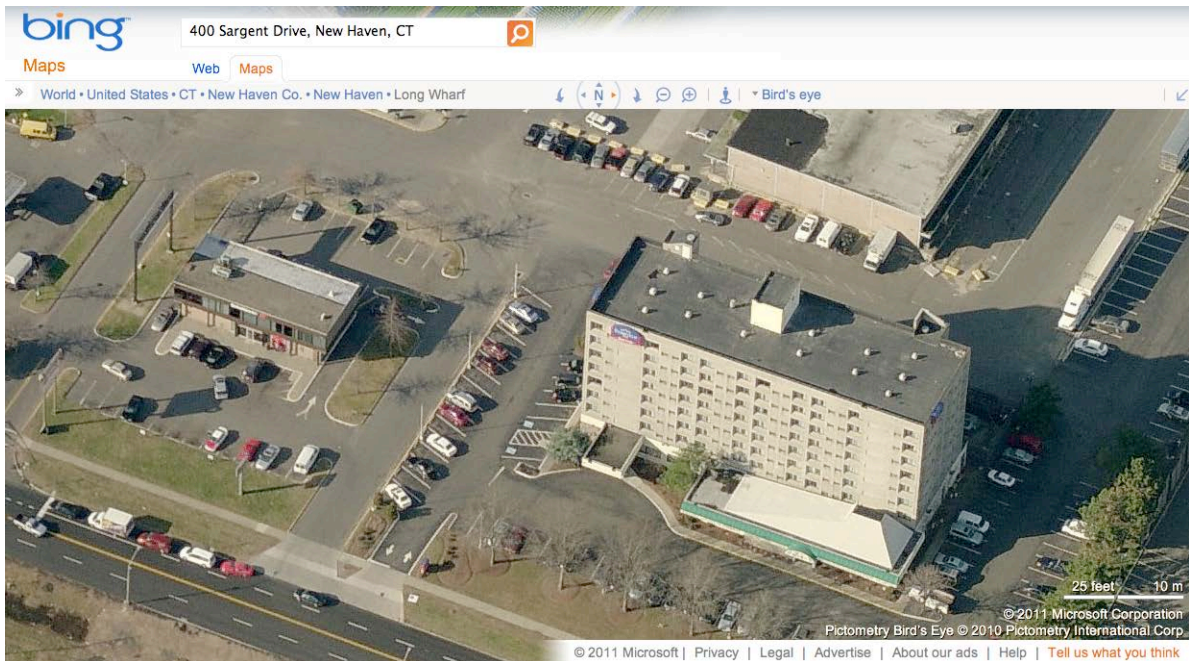 bing™
400 Sargent Drive, New Haven, CT
Maps
Web Maps
World • United States • CT • New Haven Co. • New Haven • Long Wharf
N
Bird's eye
25 feet 10 m
© 2011 Microsoft Corporation
Pictometry Bird's Eye © 2010 Pictometry International Corp
© 2011 Microsoft | Privacy | Legal | Advertise | About our ads | Help | Tell us what you think